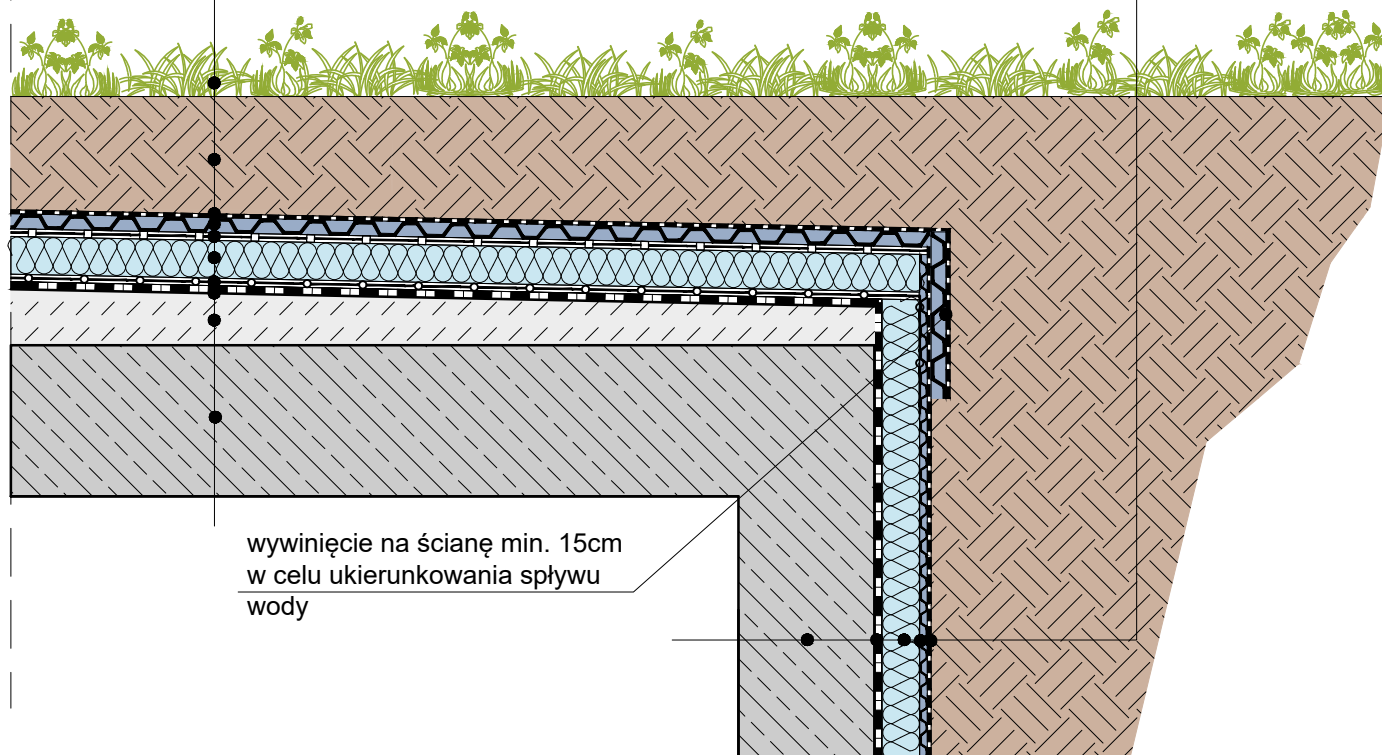 wywinięcie na ścianę min. 15cm
w celu ukierunkowania spływu
wody